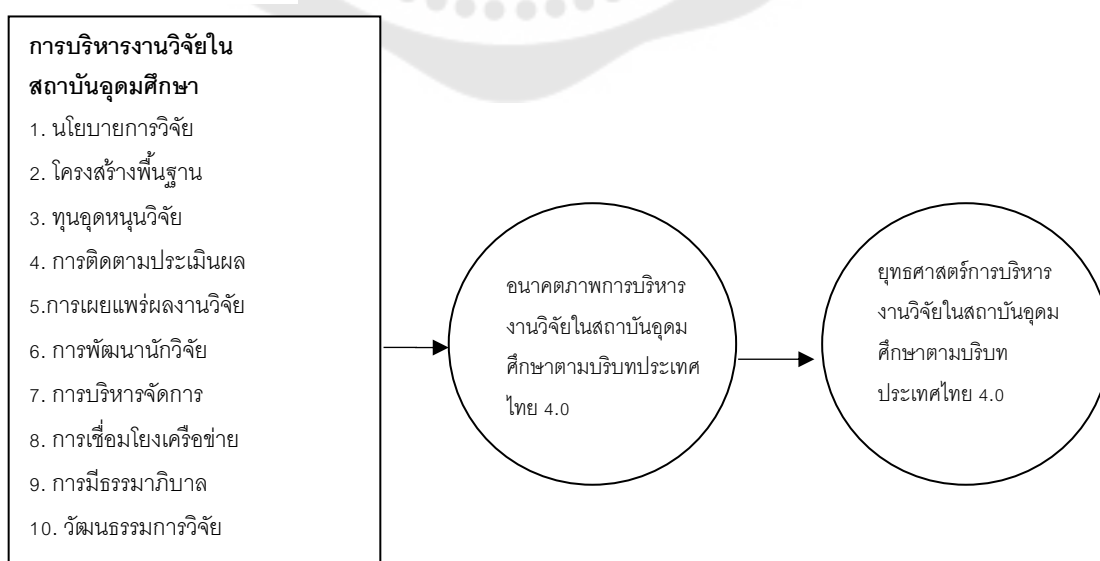 การบริหารงานวิจัยใน
สถาบันอุดมศึกษา
1. นโยบายการวิจัย
2. โครงสร้างพื้นฐาน
3. ทุนอุดหนุนวิจัย
4. การติดตามประเมินผล
5.การเผยแพร่ผลงานวิจัย
6. การพัฒนานักวิจัย
7. การบริหารจัดการ
8. การเชื่อมโยงเครือข่าย
9. การมีธรรมาภิบาล
10. วัฒนธรรมการวิจัย
อนาคตภาพการบริหาร
งานวิจัยในสถาบันอุดม
ศึกษาตามบริบทประเทศ
ไทย 4.0
ยุทธศาสตร์การบริหาร
งานวิจัยในสถาบันอุดม
ศึกษาตามบริบท
ประเทศไทย 4.0